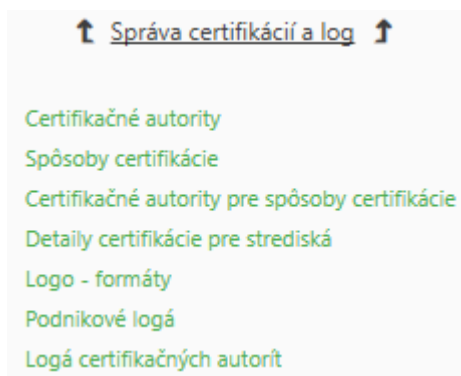 Správa certifikácií a log
Certifikačné autority
Spôsoby certifikácie
Certifikačné autority pre spôsoby certifikácie
Detaily certifikácie pre strediská
Logo - formáty
Podnikové logá
Logá certifikačných autorít